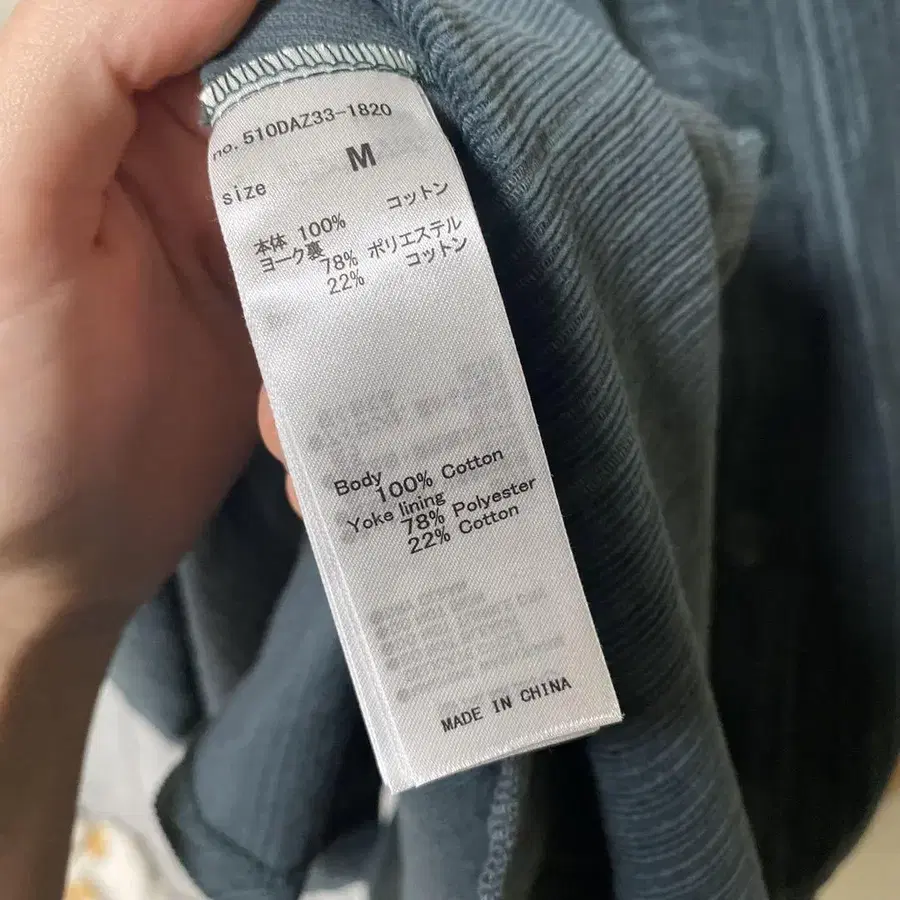 no. 510DAZ33-1820
size M
本体 100% コットン
ヨーク裏
78% ポリエステル
22% コットン
Body
100% Cotton
Yoke lining
78% Polyester
22% Cotton
MADE IN CHINA